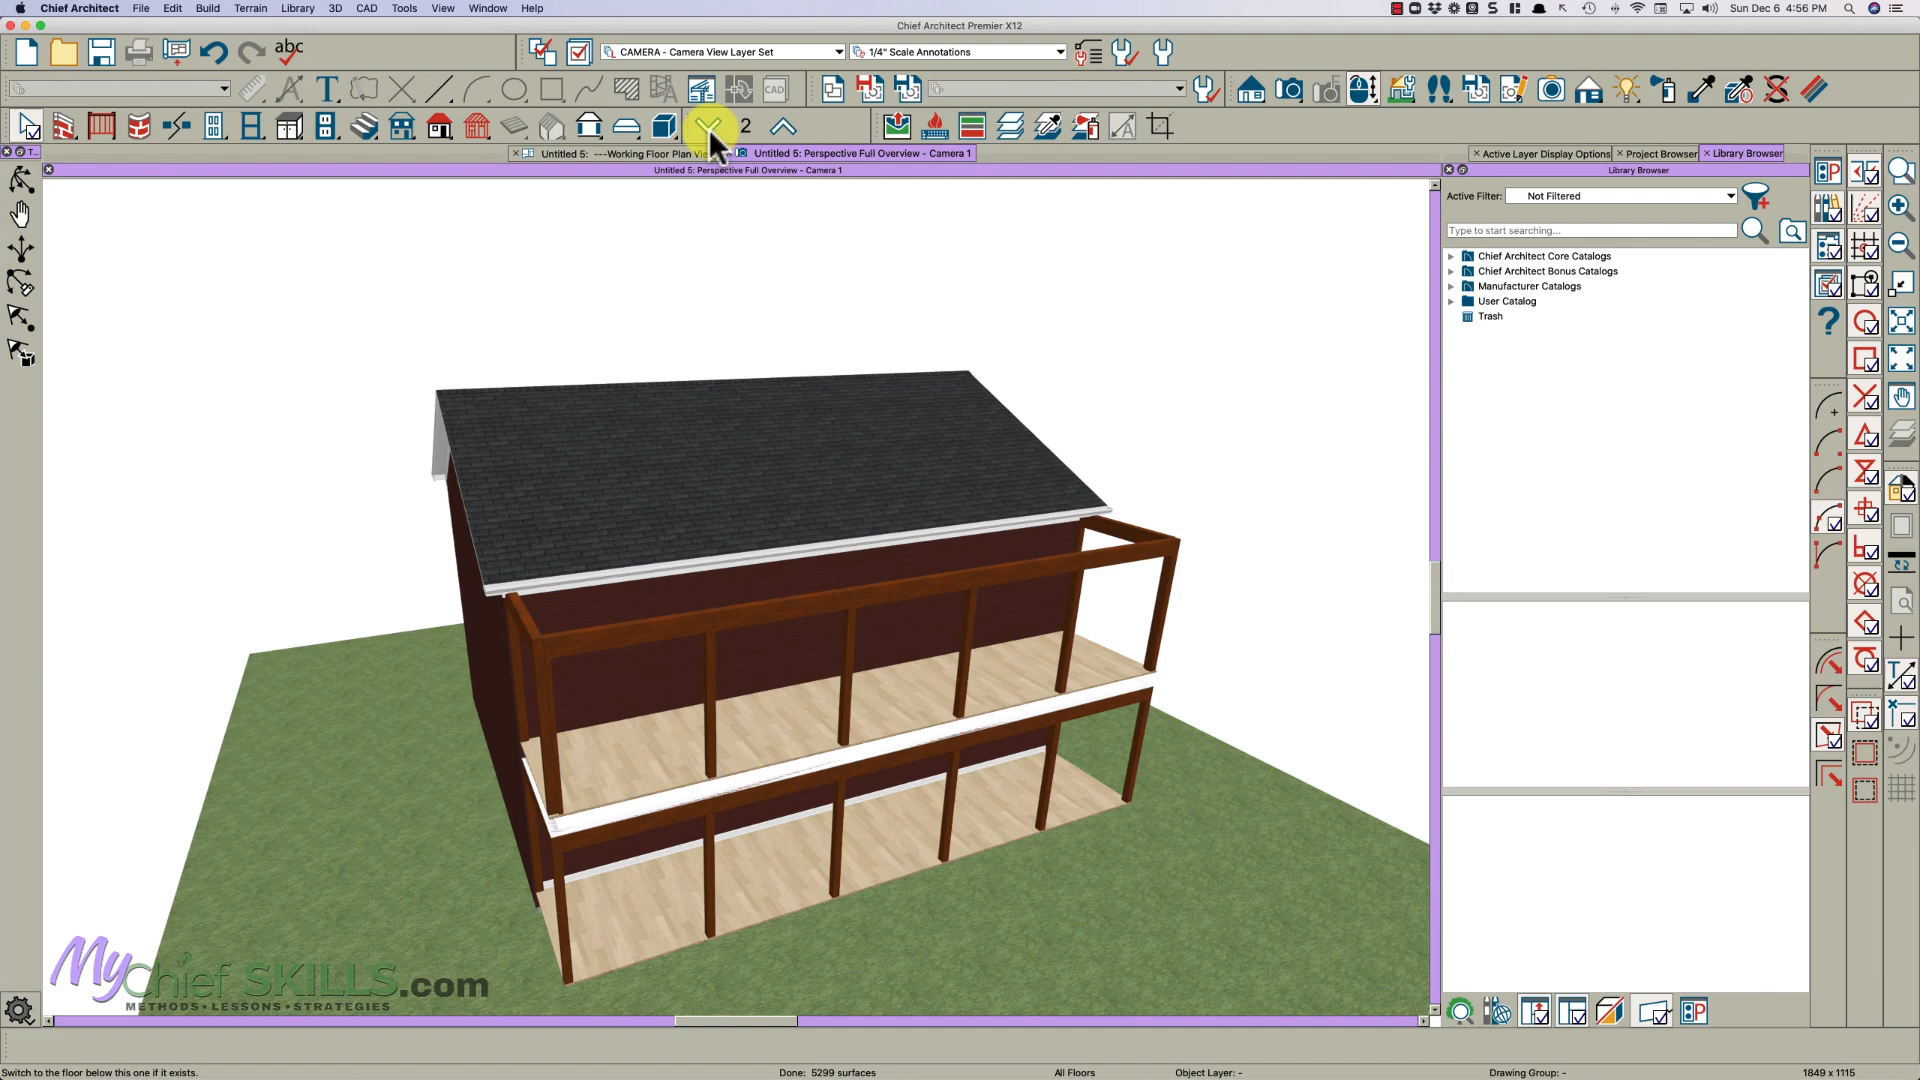 Chief Architect File Edit Build Terrain Library 3D CAD Tools View Window Help
Sun Dec 6 4:56 PM
Chief Architect Premier X12
abc
CAMERA - Camera View Layer Set
1/4" Scale Annotations
T
CAD
2
A
T...
Untitled 5: ---Working Floor Plan Vie
Untitled 5: Perspective Full Overview - Camera 1
Active Layer Display Options
Project Browser
Library Browser
Untitled 5: Perspective Full Overview - Camera 1
Library Browser
Active Filter: Not Filtered
Type to start searching...
Chief Architect Core Catalogs
Chief Architect Bonus Catalogs
Manufacturer Catalogs
User Catalog
Trash
MyChief SKILLS.com
METHODS • LESSONS • STRATEGIES
Switch to the floor below this one if it exists.
Done: 5299 surfaces
All Floors
Object Layer: -
Drawing Group: -
1849 x 1115